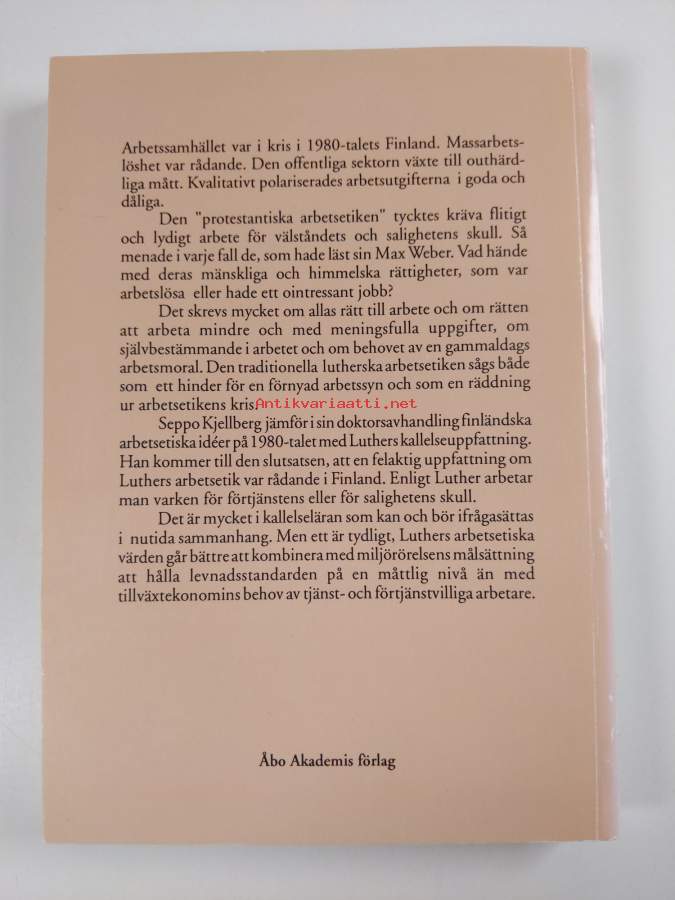 Arbetssamhället var i kris i 1980-talets Finland. Massarbets-
löshet var rådande. Den offentliga sektorn växte till outhärd-
liga mått. Kvalitativt polariserades arbetsutgifterna i goda och
dåliga.
Den "protestantiska arbetsetiken" tycktes kräva flitigt
och lydigt arbete för välståndets och salighetens skull. Så
menade i varje fall de, som hade läst sin Max Weber. Vad hände
med deras mänskliga och himmelska rättigheter, som var
arbetslösa eller hade ett ointressant jobb?
Det skrevs mycket om allas rätt till arbete och om rätten
att arbeta mindre och med meningsfulla uppgifter, om
självbestämmande i arbetet och om behovet av en gammaldags
arbetsmoral. Den traditionella lutherska arbetsetiken sågs både
som ett hinder för en förnyad arbetssyn och som en räddning
ur arbetsetikens kris.
Antikvariaatti.net
Seppo Kjellberg jämför i sin doktorsavhandling finländska
arbetsetiska idéer på 1980-talet med Luthers kallelseuppfattning.
Han kommer till den slutsatsen, att en felaktig uppfattning om
Luthers arbetsetik var rådande i Finland. Enligt Luther arbetar
man varken för förtjänstens eller för salighetens skull.
Det är mycket i kallelseläran som kan och bör ifrågasättas
i nutida sammanhang. Men ett är tydligt, Luthers arbetsetiska
värden går bättre att kombinera med miljörörelsens målsättning
att hålla levnadsstandarden på en måttlig nivå än med
tillväxtekonomins behov av tjänst- och förtjänstvilliga arbetare.
Åbo Akademis förlag